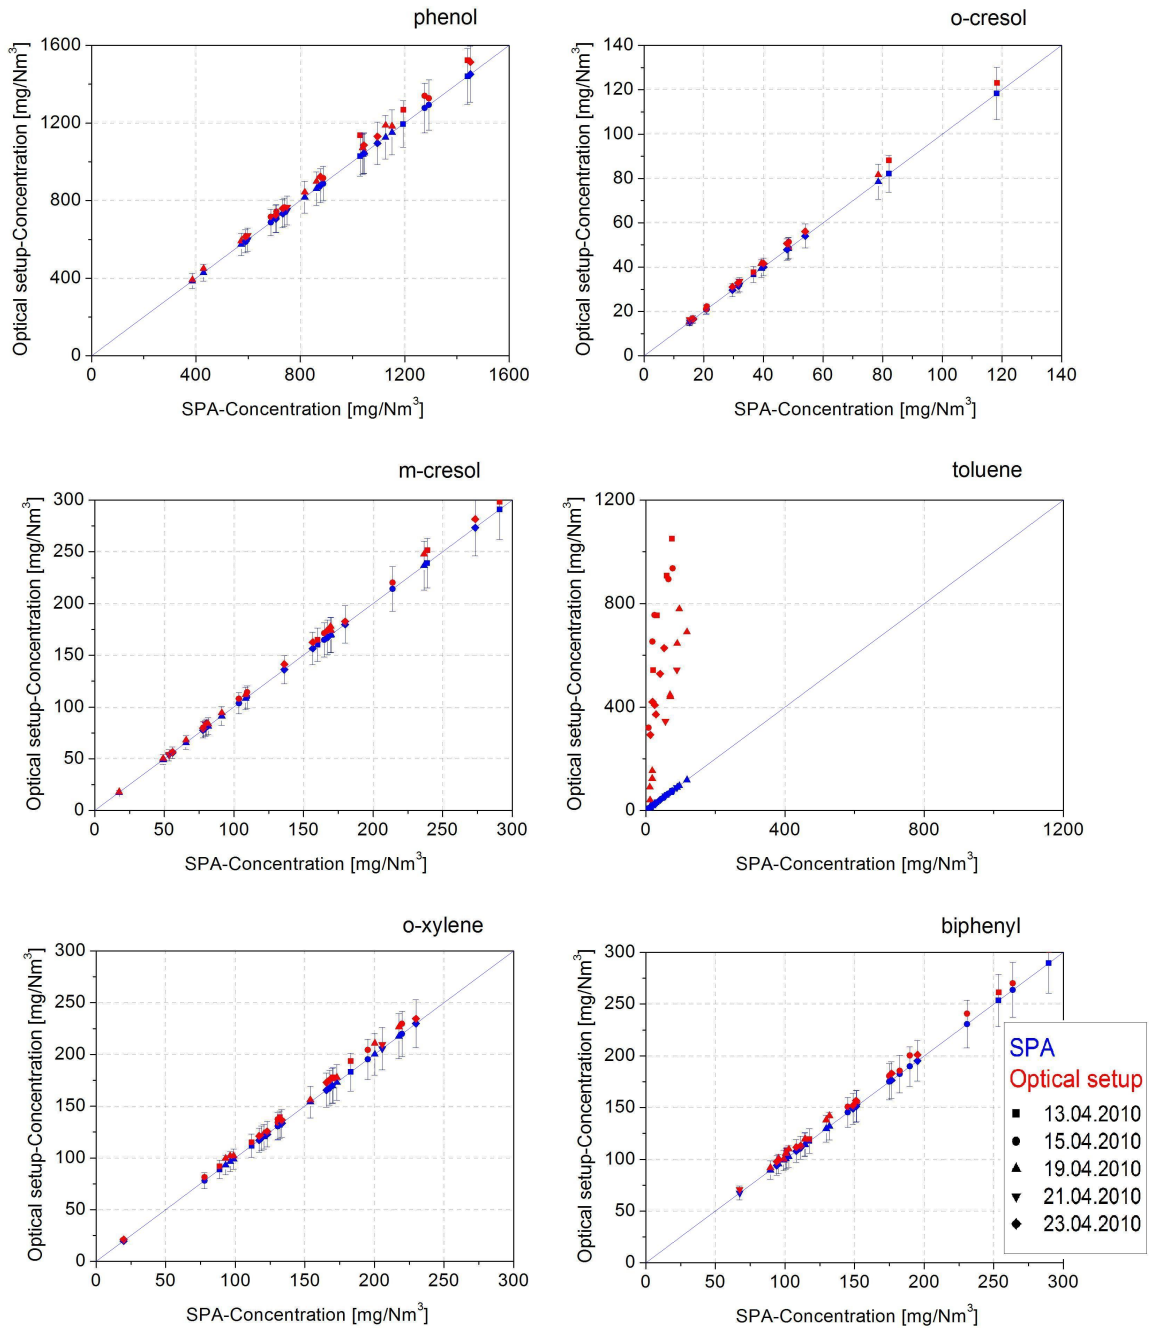 phenol
Optical setup-Concentration [mg/Nm³]
1600
1200
800
400
0
0 400 800 1200 1600
SPA-Concentration [mg/Nm³]
o-cresol
Optical setup-Concentration [mg/Nm³]
140
120
100
80
60
40
20
0
0 20 40 60 80 100 120 140
SPA-Concentration [mg/Nm³]
m-cresol
Optical setup-Concentration [mg/Nm³]
300
250
200
150
100
50
0
0 50 100 150 200 250 300
SPA-Concentration [mg/Nm³]
toluene
Optical setup-Concentration [mg/Nm³]
1200
800
400
0
0 400 800 1200
SPA-Concentration [mg/Nm³]
o-xylene
Optical setup-Concentration [mg/Nm³]
300
250
200
150
100
50
0
0 50 100 150 200 250 300
SPA-Concentration [mg/Nm³]
biphenyl
Optical setup-Concentration [mg/Nm³]
300
250
200
150
100
50
0
0 50 100 150 200 250 300
SPA-Concentration [mg/Nm³]
SPA
Optical setup
13.04.2010
15.04.2010
19.04.2010
21.04.2010
23.04.2010